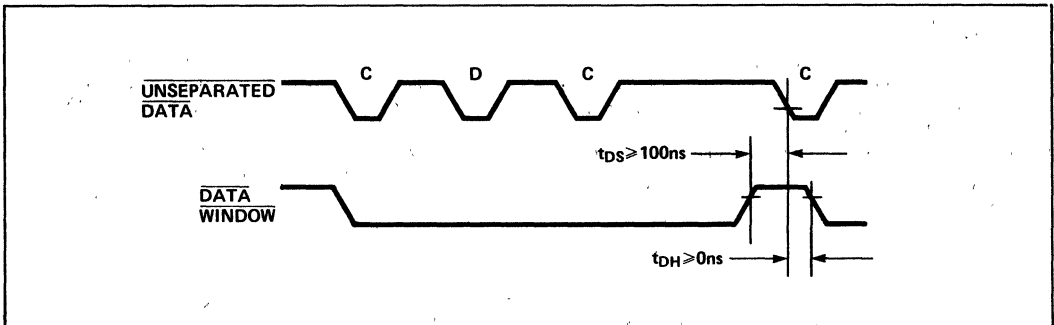 C D C C
UNSEPARATED
DATA
tDS≥100ns
DATA
WINDOW
tDH≥0ns